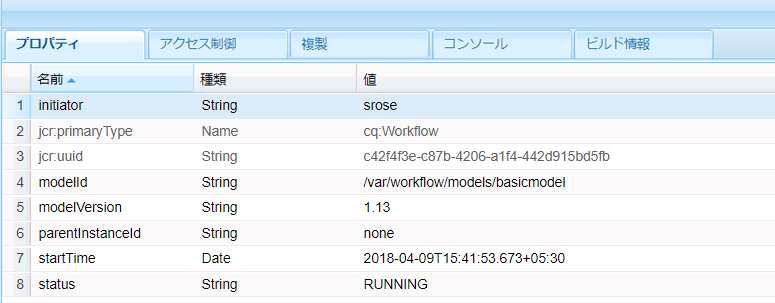 プロパティ アクセス制御 複製 コンソール ビルド情報
名前 種類 値
1 initiator String srose
2 jcr:primaryType Name cq:Workflow
3 jcr:uuid String c42f4f3e-c87b-4206-a1f4-442d915bd5fb
4 modelId String /var/workflow/models/basicmodel
5 modelVersion String 1.13
6 parentInstanceId String none
7 startTime Date 2018-04-09T15:41:53.673+05:30
8 status String RUNNING